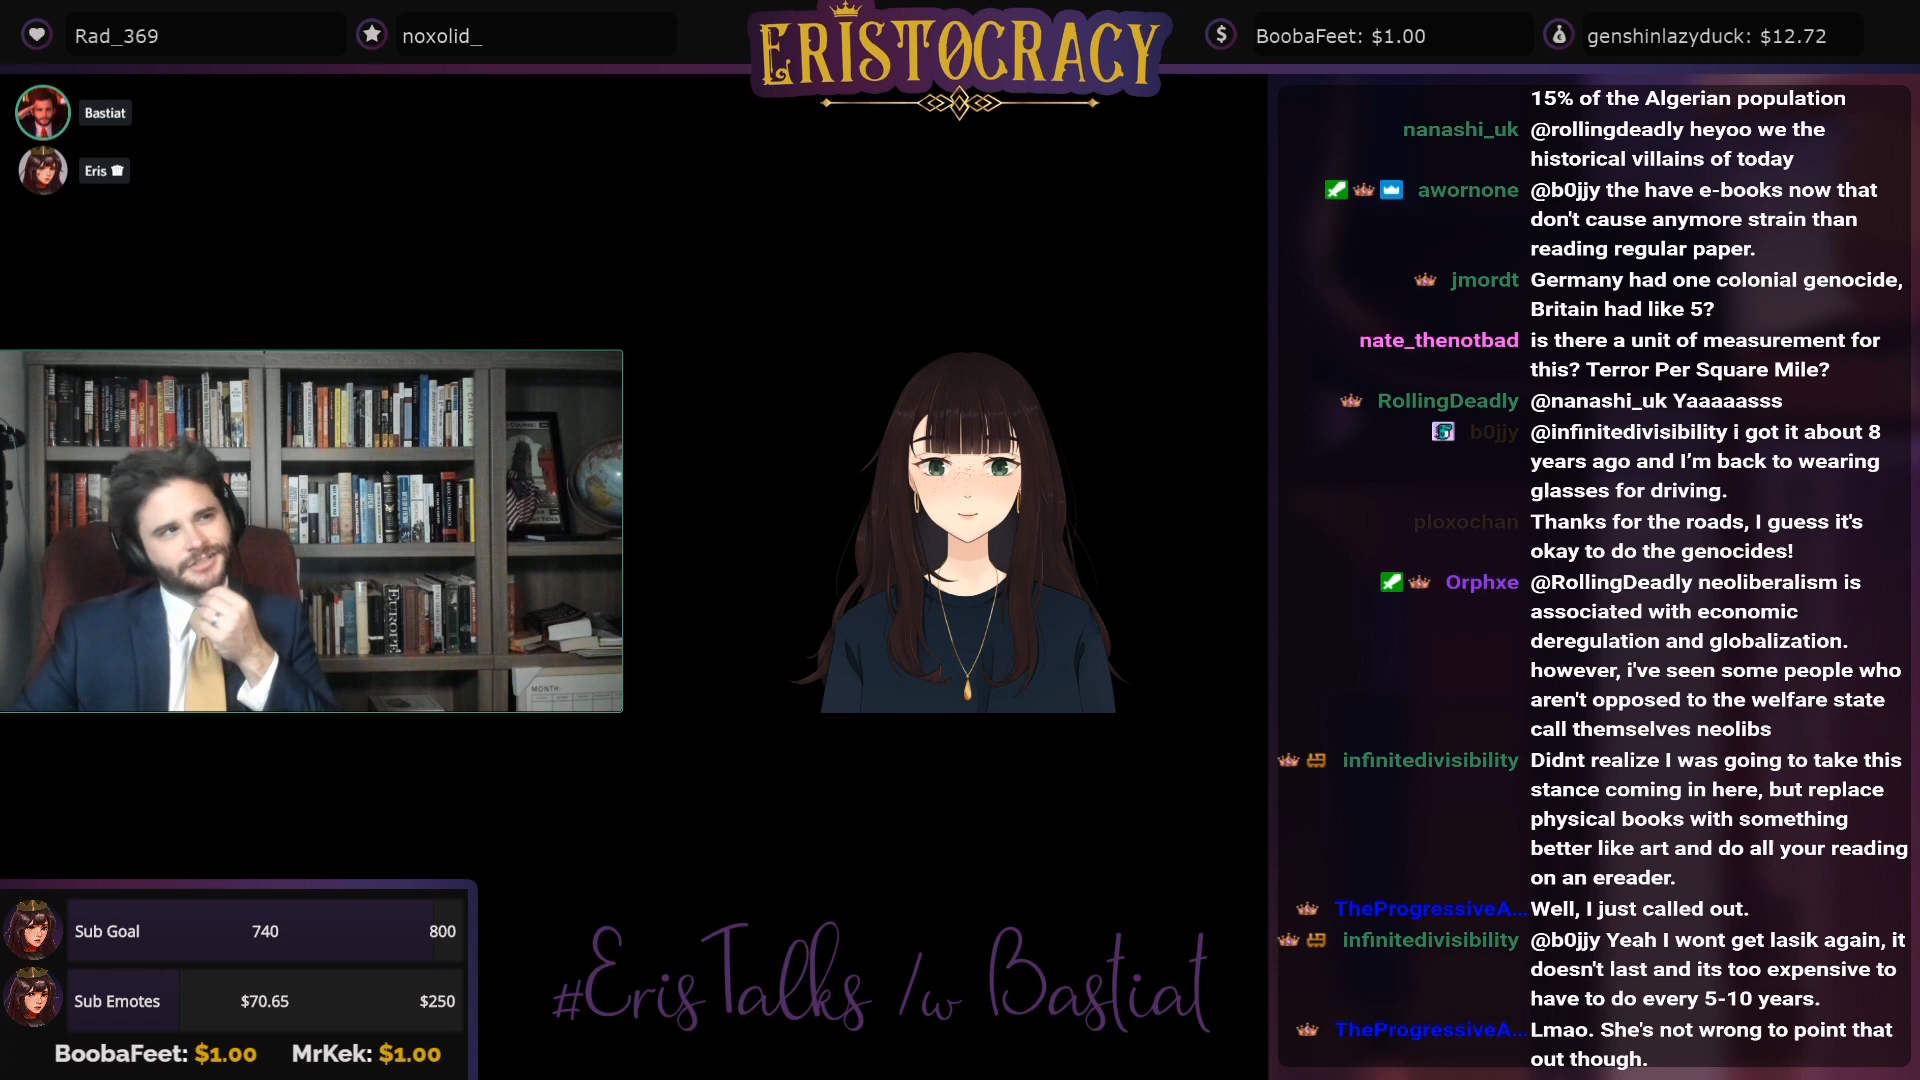 Rad_369
noxolid_
ERISTOCRACY
$
BoobaFeet: $1.00
genshinlazyduck: $12.72
Bastiat
Eris
15% of the Algerian population
nanashi_uk @rollingdeadly heyoo we the
historical villains of today
awornone @b0jjy the have e-books now that
don't cause anymore strain than
reading regular paper.
jmordt Germany had one colonial genocide,
Britain had like 5?
nate_thenotbad is there a unit of measurement for
this? Terror Per Square Mile?
RollingDeadly @nanashi_uk Yaaaaasss
b0jjy @infinitedivisibility i got it about 8
years ago and I’m back to wearing
glasses for driving.
ploxochan Thanks for the roads, I guess it's
okay to do the genocides!
Orphxe @RollingDeadly neoliberalism is
associated with economic
deregulation and globalization.
however, i've seen some people who
aren't opposed to the welfare state
call themselves neolibs
infinitedivisibility Didnt realize I was going to take this
stance coming in here, but replace
physical books with something
better like art and do all your reading
on an ereader.
TheProgressiveA... Well, I just called out.
infinitedivisibility @b0jjy Yeah I wont get lasik again, it
doesn't last and its too expensive to
have to do every 5-10 years.
TheProgressiveA... Lmao. She's not wrong to point that
out though.
EUROPE
MONTH:
Sub Goal 740 800
Sub Emotes $70.65 $250
BoobaFeet: $1.00 MrKek: $1.00
#ErisTalks /w Bastiat